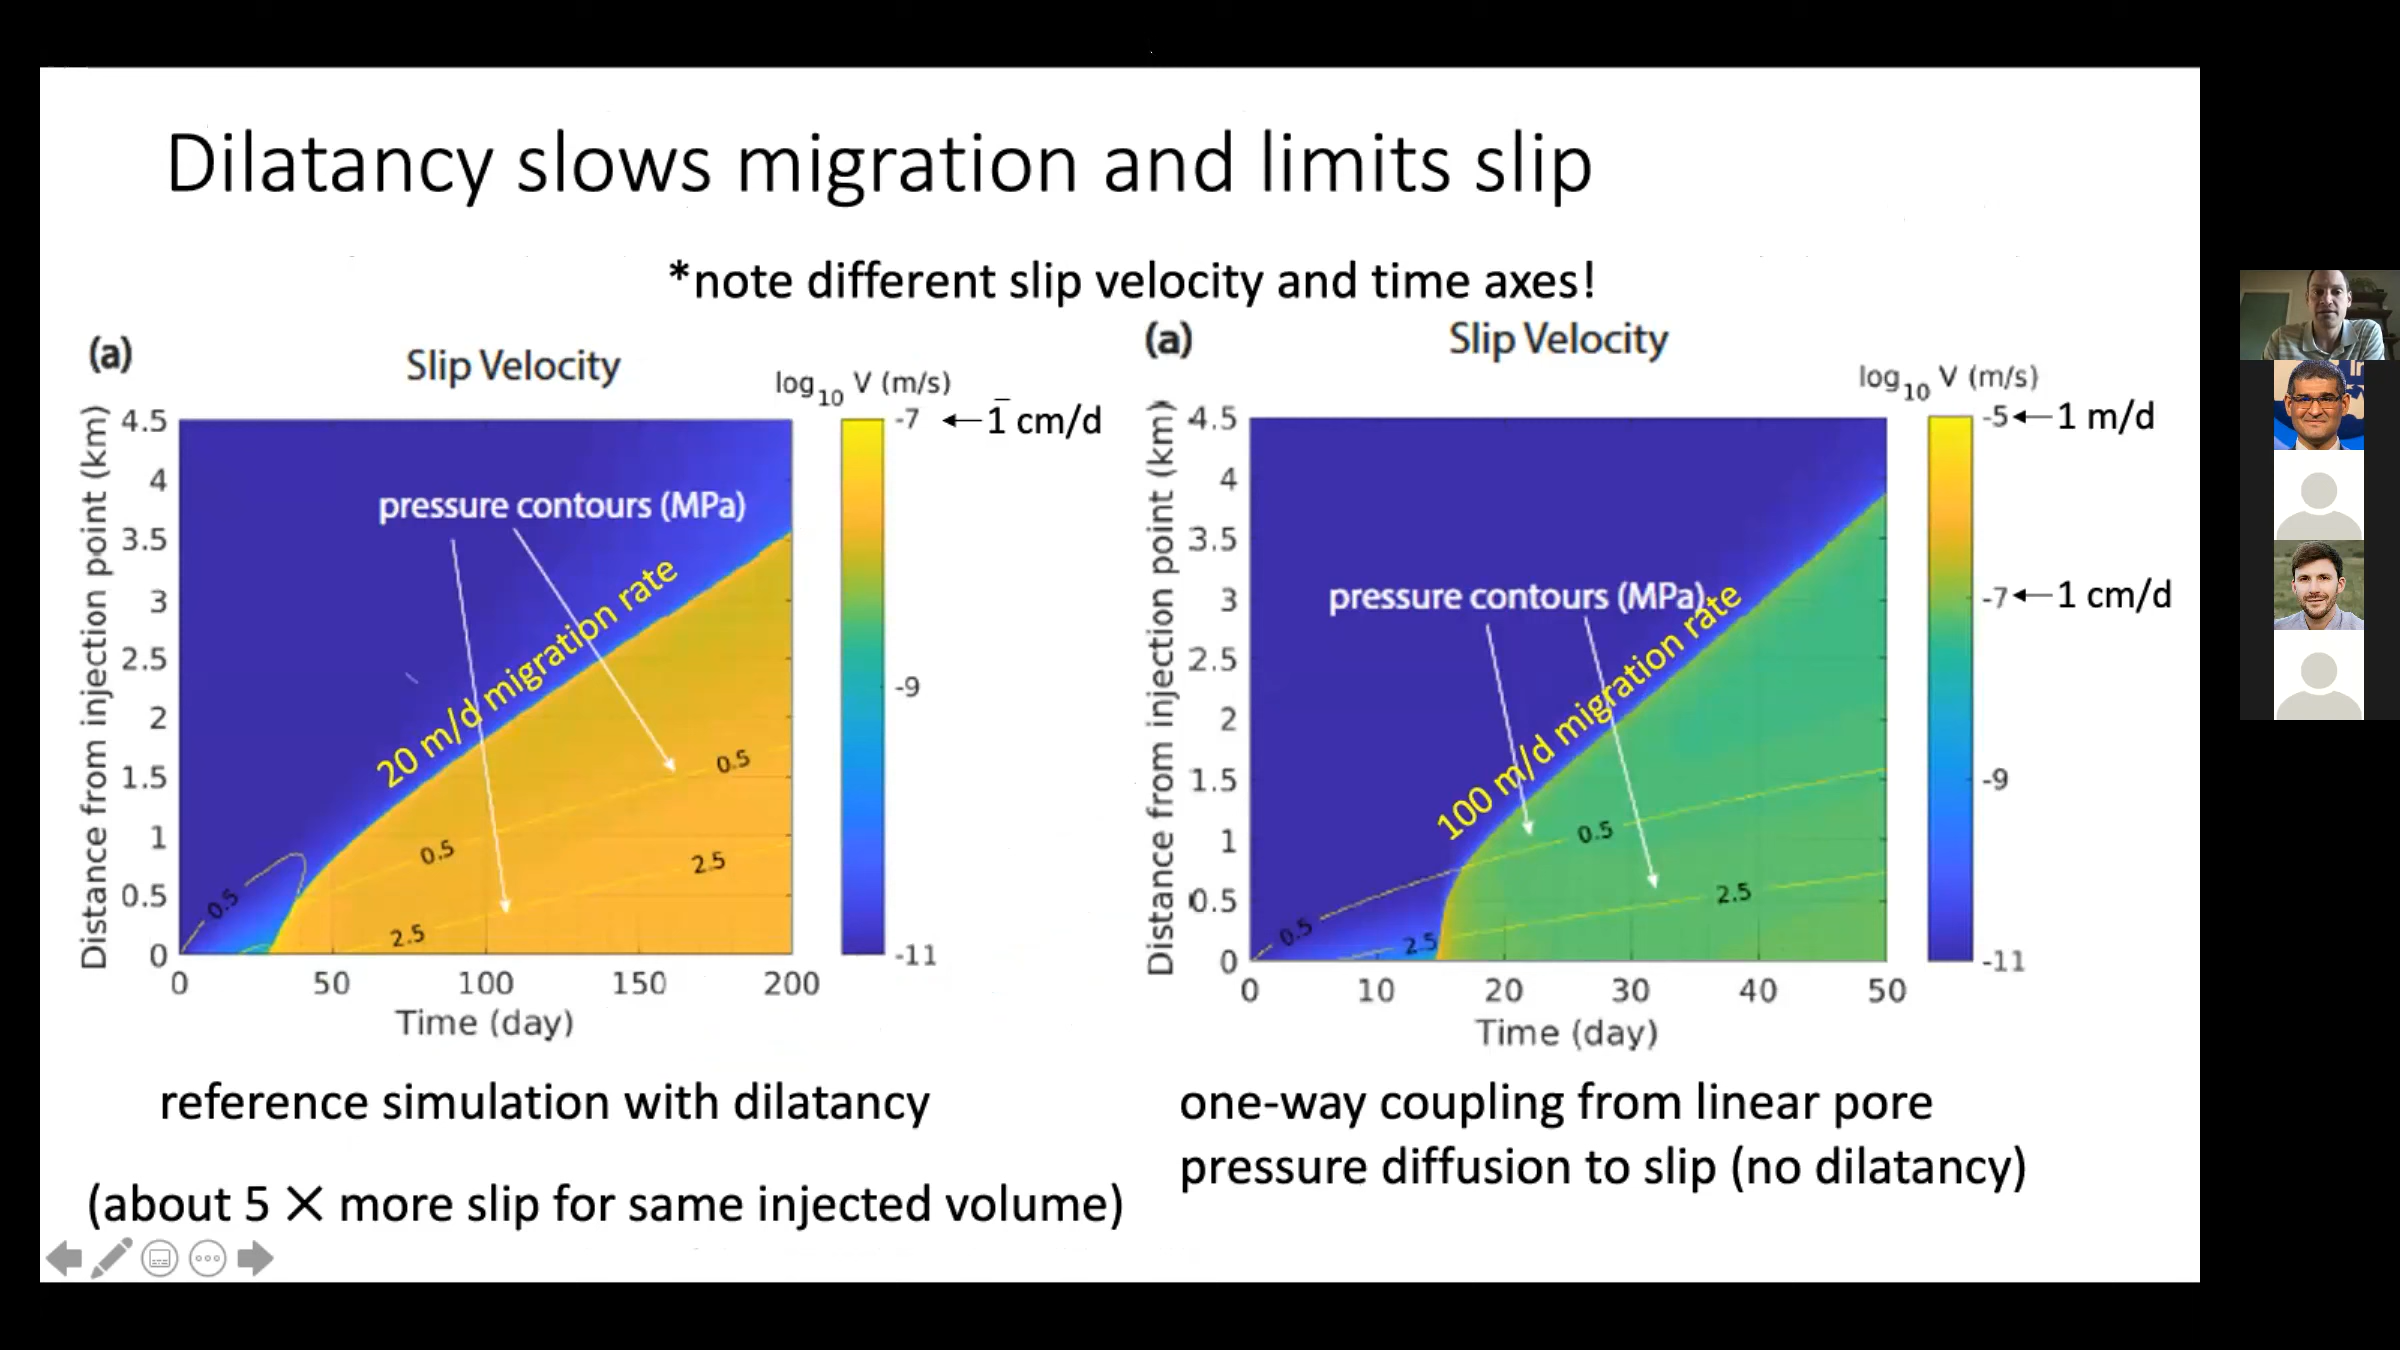 Dilatancy slows migration and limits slip
*note different slip velocity and time axes!
(a)
Slip Velocity
log10 V (m/s)
-7
1 cm/d
-9
-11
Distance from injection point (km)
4.5
4
3.5
3
2.5
2
1.5
1
0.5
0
pressure contours (MPa)
20 m/d migration rate
0.5
0.5
0.5
2.5
2.5
0
50
100
150
200
Time (day)
reference simulation with dilatancy
(about 5 × more slip for same injected volume)
(a)
Slip Velocity
log10 V (m/s)
-5
1 m/d
-7
1 cm/d
-9
-11
Distance from injection point (km)
4.5
4
3.5
3
2.5
2
1.5
1
0.5
0
pressure contours (MPa)
100 m/d migration rate
0.5
0.5
2.5
2.5
0
10
20
30
40
50
Time (day)
one-way coupling from linear pore
pressure diffusion to slip (no dilatancy)